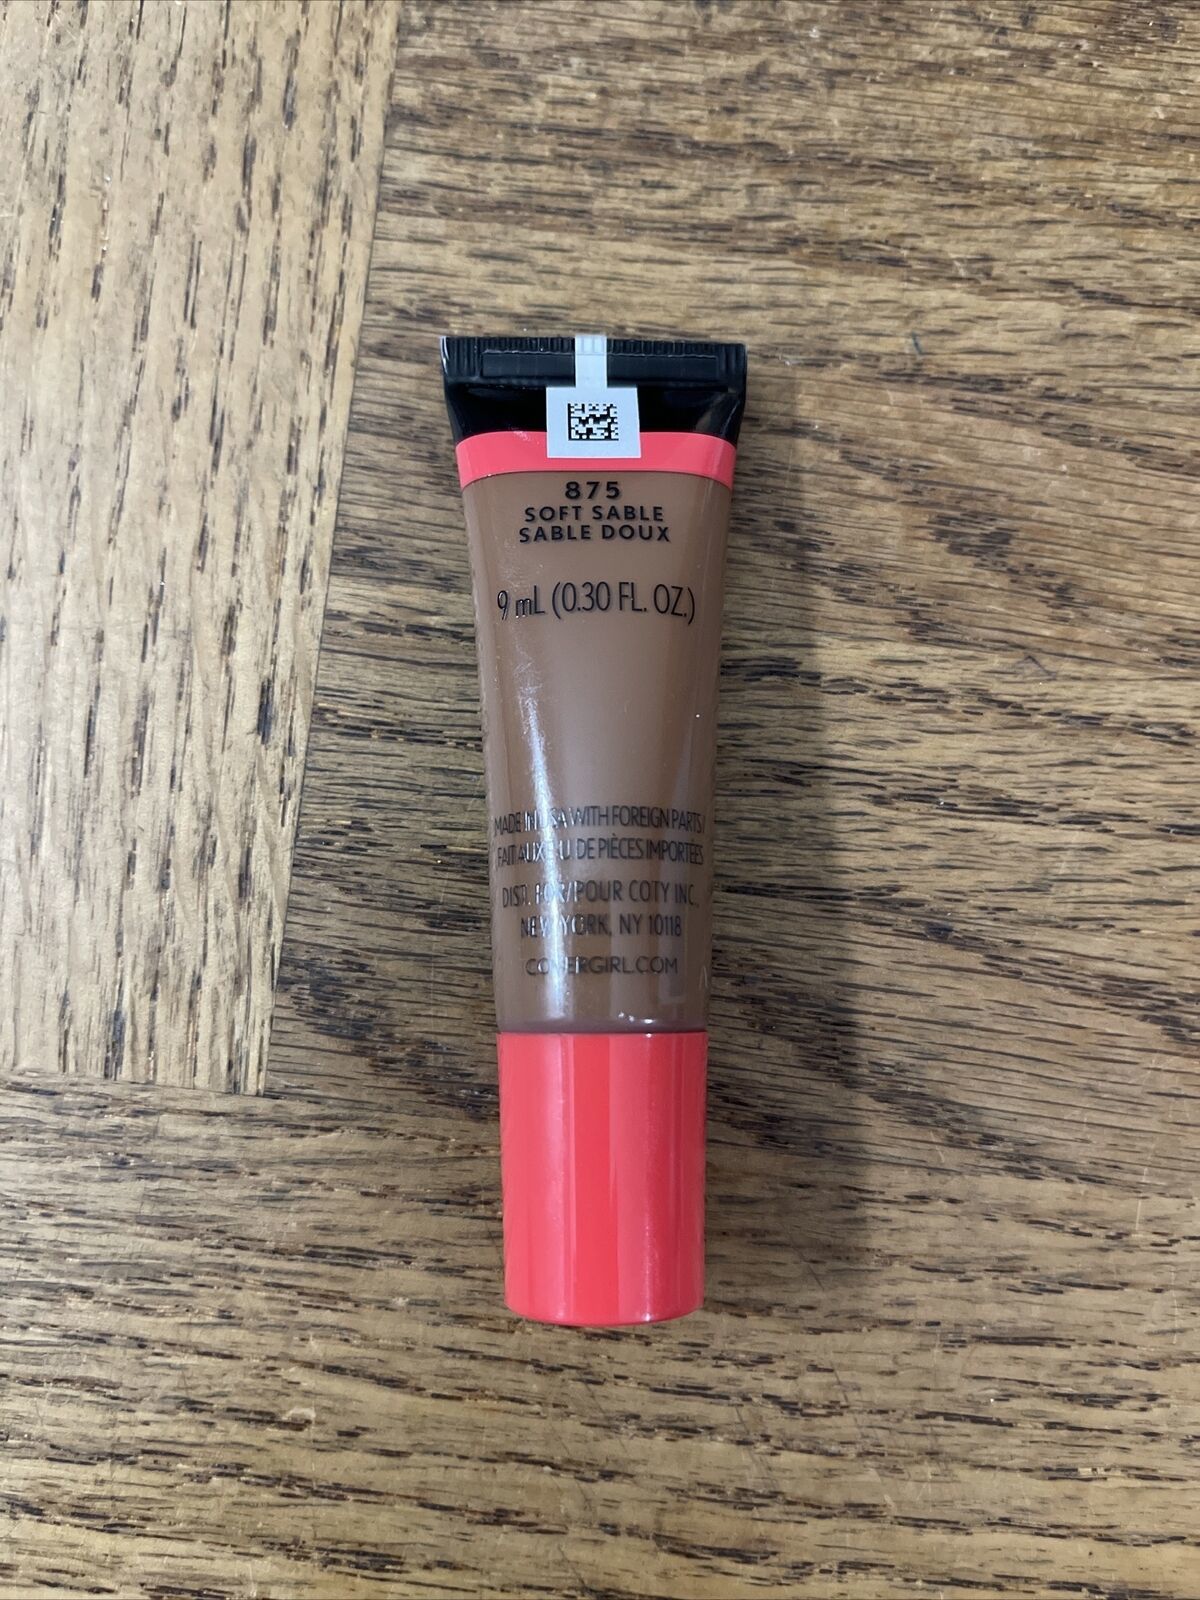 875
SOFT SABLE
SABLE DOUX
9 mL (0.30 FL. OZ.)
MADE IN USA WITH FOREIGN PARTS/
FAIT AUX É-U DE PIÈCES IMPORTÉES
DIST. FOR/POUR COTY INC.,
NEW YORK, NY 10118
COVERGIRL.COM